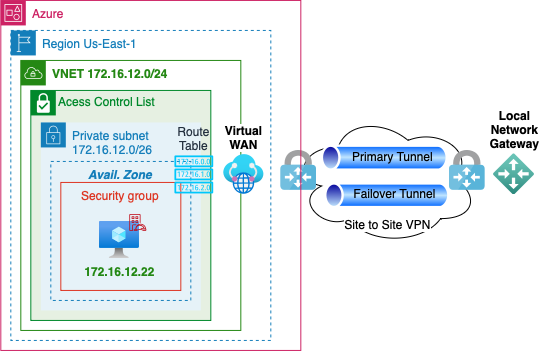 Azure
Region Us-East-1
VNET 172.16.12.0/24
Acess Control List
Private subnet
172.16.12.0/26
Route
Table
172.16.0.0
172.16.1.0
172.16.2.0
Avail. Zone
Security group
172.16.12.22
Virtual
WAN
Primary Tunnel
Failover Tunnel
Site to Site VPN
Local
Network
Gateway